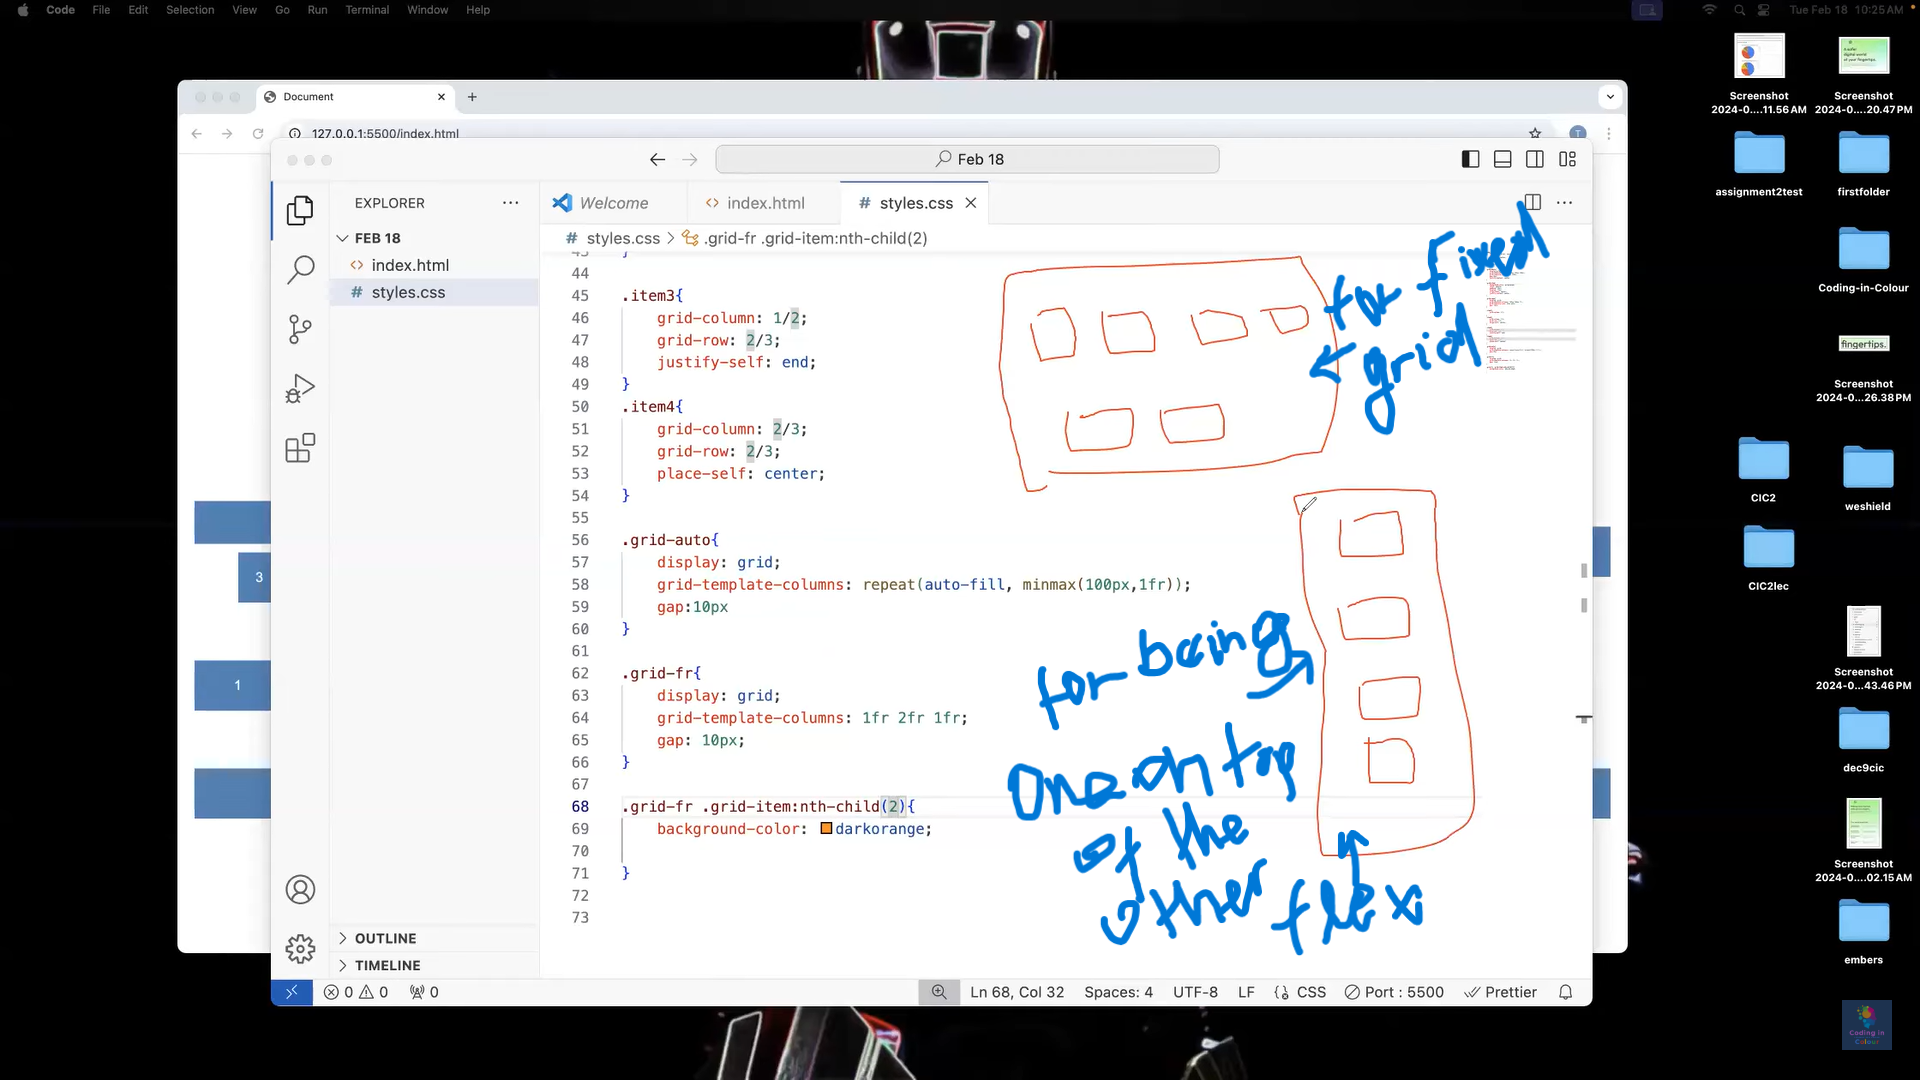 Code File Edit Selection View Go Run Terminal Window Help Tue Feb 18 10:25 AM
Document
127.0.0.1:5500/index.html
Feb 18
EXPLORER
Welcome
index.html
styles.css
FEB 18
index.html
styles.css
styles.css > .grid-fr .grid-item:nth-child(2)
44
45 .item3{
46 grid-column: 1/2;
47 grid-row: 2/3;
48 justify-self: end;
49 }
50 .item4{
51 grid-column: 2/3;
52 grid-row: 2/3;
53 place-self: center;
54 }
55
56 .grid-auto{
57 display: grid;
58 grid-template-columns: repeat(auto-fill, minmax(100px,1fr));
59 gap:10px
60 }
61
62 .grid-fr{
63 display: grid;
64 grid-template-columns: 1fr 2fr 1fr;
65 gap: 10px;
66 }
67
68 .grid-fr .grid-item:nth-child(2){
69 background-color: darkorange;
70
71 }
72
73
for fixed
grid
for being
One on top
of the
other
flex
3
1
OUTLINE
TIMELINE
0 0 0
Ln 68, Col 32 Spaces: 4 UTF-8 LF {} CSS Port : 5500 Prettier
Screenshot
2024-0....11.56 AM
Screenshot
2024-0....20.47 PM
assignment2test
firstfolder
Coding-in-Colour
fingertips.
Screenshot
2024-0....26.38 PM
CIC2
weshield
CIC2lec
Screenshot
2024-0....43.46 PM
dec9cic
Screenshot
2024-0....02.15 AM
embers
Coding in
Colour